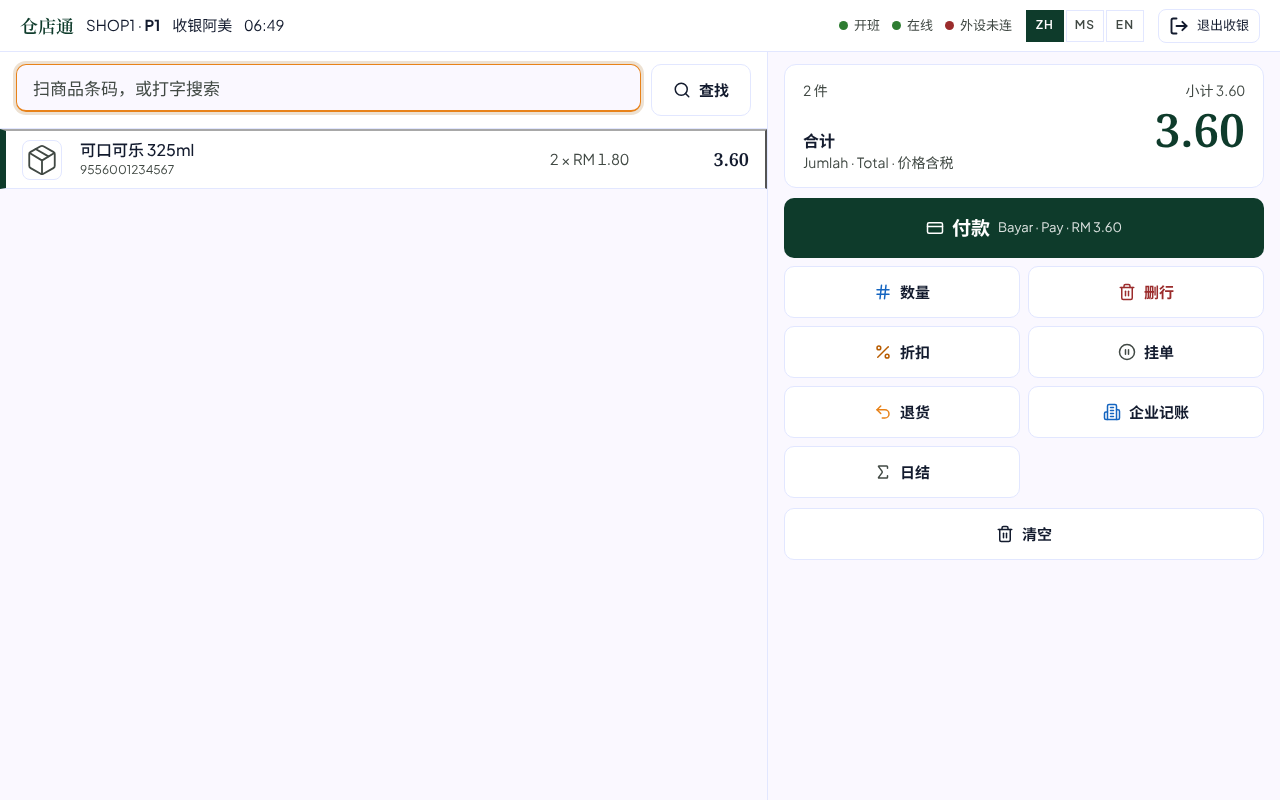 仓店通 SHOP1 · P1 收银阿美 06:49 开班 在线 外设未连 ZH MS EN 退出收银
扫商品条码，或打字搜索 查找
可口可乐 325ml 2 × RM 1.80 3.60
9556001234567
2 件 小计 3.60
合计 3.60
Jumlah · Total · 价格含税
付款 Bayar · Pay · RM 3.60
数量 删行
折扣 挂单
退货 企业记账
日结
清空